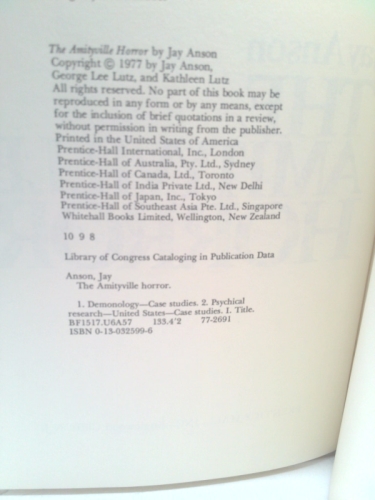 The Amityville Horror by Jay Anson
Copyright © 1977 by Jay Anson,
George Lee Lutz, and Kathleen Lutz
All rights reserved. No part of this book may be
reproduced in any form or by any means, except
for the inclusion of brief quotations in a review,
without permission in writing from the publisher.
Printed in the United States of America
Prentice-Hall International, Inc., London
Prentice-Hall of Australia, Pty. Ltd., Sydney
Prentice-Hall of Canada, Ltd., Toronto
Prentice-Hall of India Private Ltd., New Delhi
Prentice-Hall of Japan, Inc., Tokyo
Prentice-Hall of Southeast Asia Pte. Ltd., Singapore
Whitehall Books Limited, Wellington, New Zealand
10 9 8
Library of Congress Cataloging in Publication Data
Anson, Jay
The Amityville horror.
1. Demonology—Case studies. 2. Psychical
research—United States—Case studies. I. Title.
BF1517.U6A57 133.4'2 77-2691
ISBN 0-13-032599-6